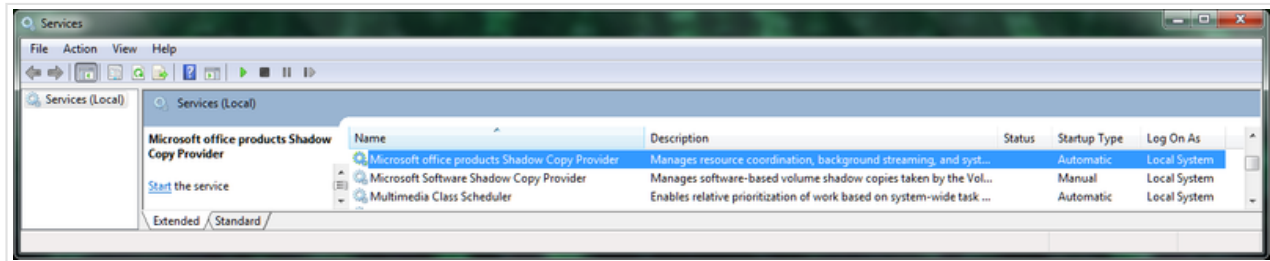 Services
File Action View Help
Services (Local)
Services (Local)
Microsoft office products Shadow Copy Provider
Start the service
Name Description Status Startup Type Log On As
Microsoft office products Shadow Copy Provider Manages resource coordination, background streaming, and syst... Automatic Local System
Microsoft Software Shadow Copy Provider Manages software-based volume shadow copies taken by the Vol... Manual Local System
Multimedia Class Scheduler Enables relative prioritization of work based on system-wide task ... Automatic Local System
Extended Standard